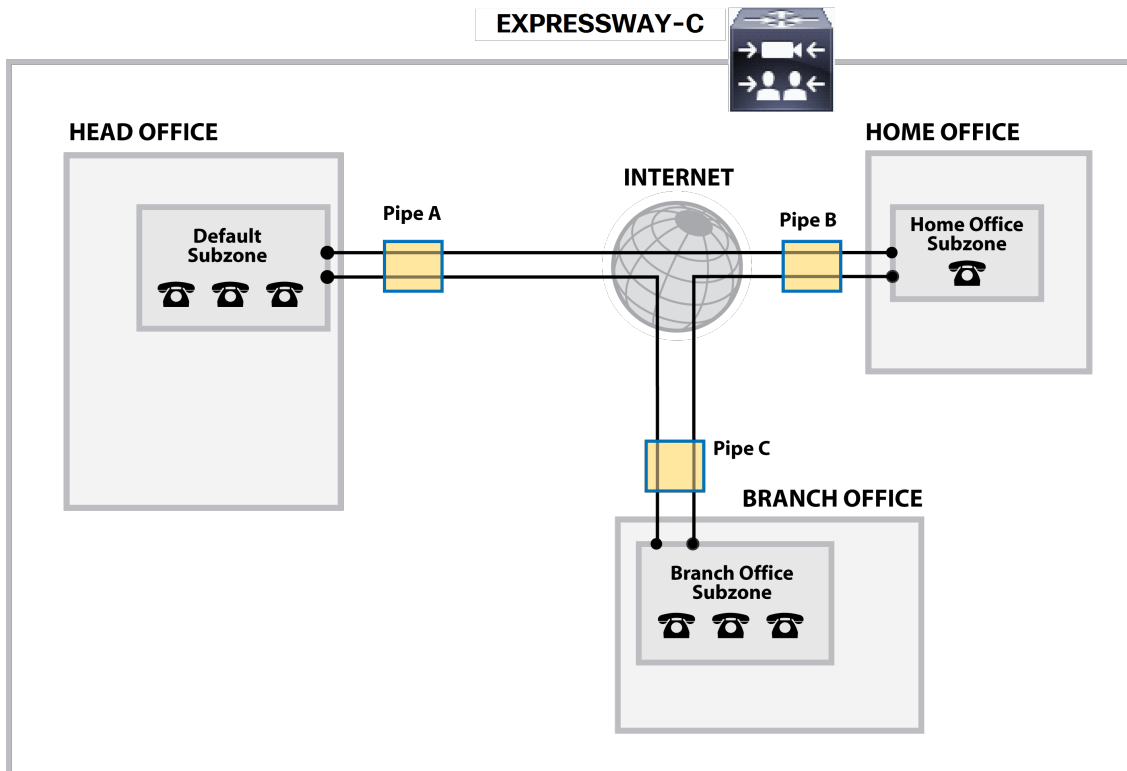 EXPRESSWAY-C
HEAD OFFICE
HOME OFFICE
INTERNET
Pipe A
Pipe B
Default
Subzone
Home Office
Subzone
Pipe C
BRANCH OFFICE
Branch Office
Subzone